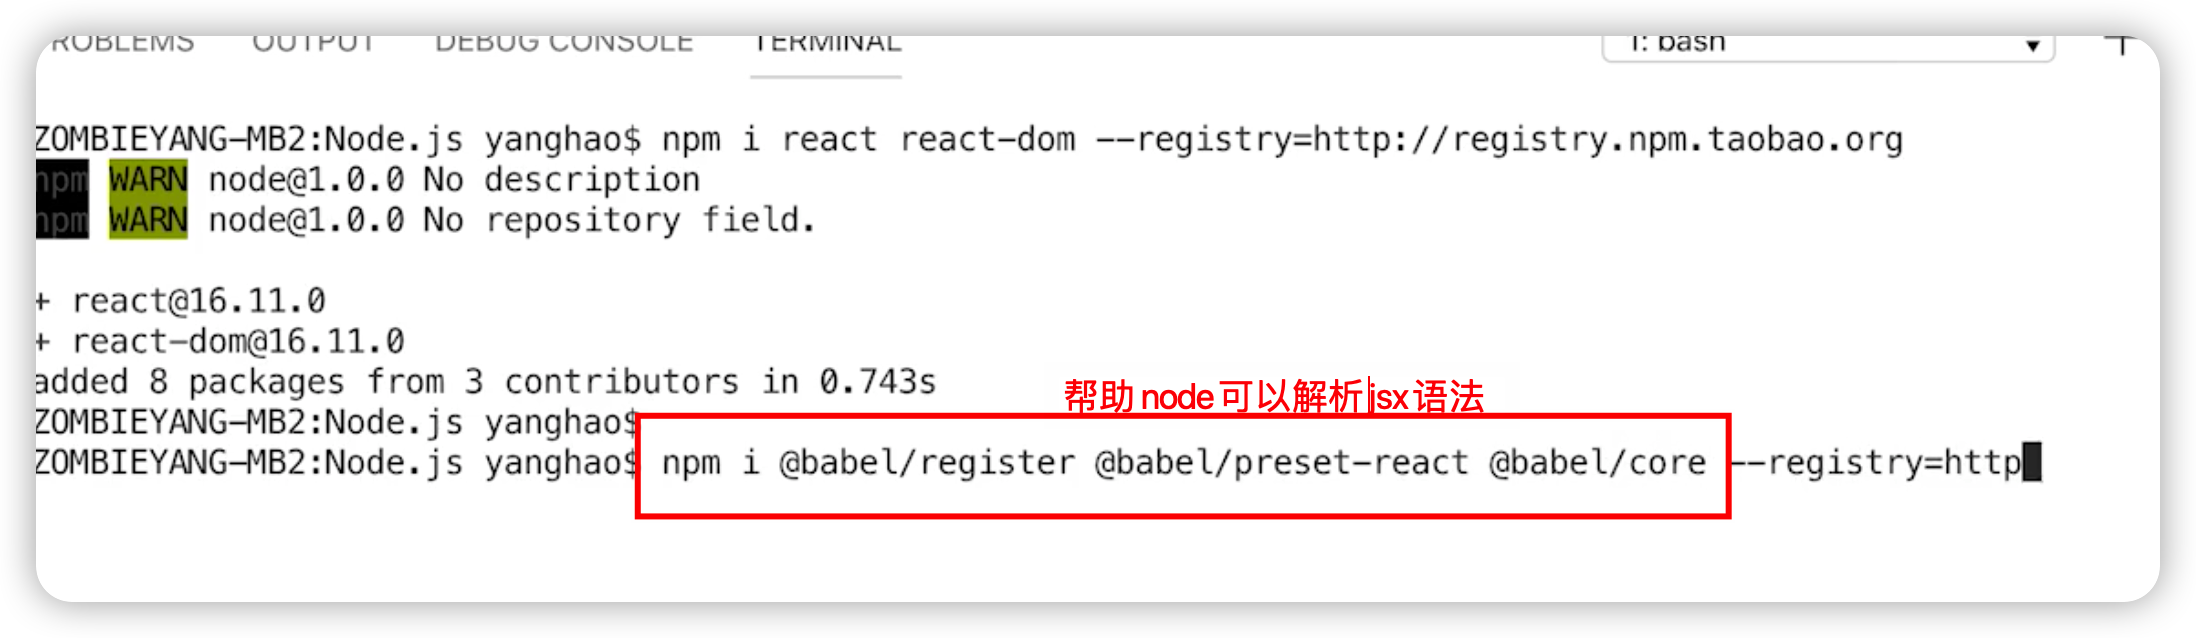 ROBLEMS OUTPUT DEBUG CONSOLE TERMINAL 1: bash
ZOMBIEYANG-MB2:Node.js yanghao$ npm i react react-dom --registry=http://registry.npm.taobao.org
npm WARN node@1.0.0 No description
npm WARN node@1.0.0 No repository field.
+ react@16.11.0
+ react-dom@16.11.0
added 8 packages from 3 contributors in 0.743s
帮助node可以解析jsx语法
ZOMBIEYANG-MB2:Node.js yanghao$
ZOMBIEYANG-MB2:Node.js yanghao$ npm i @babel/register @babel/preset-react @babel/core --registry=http